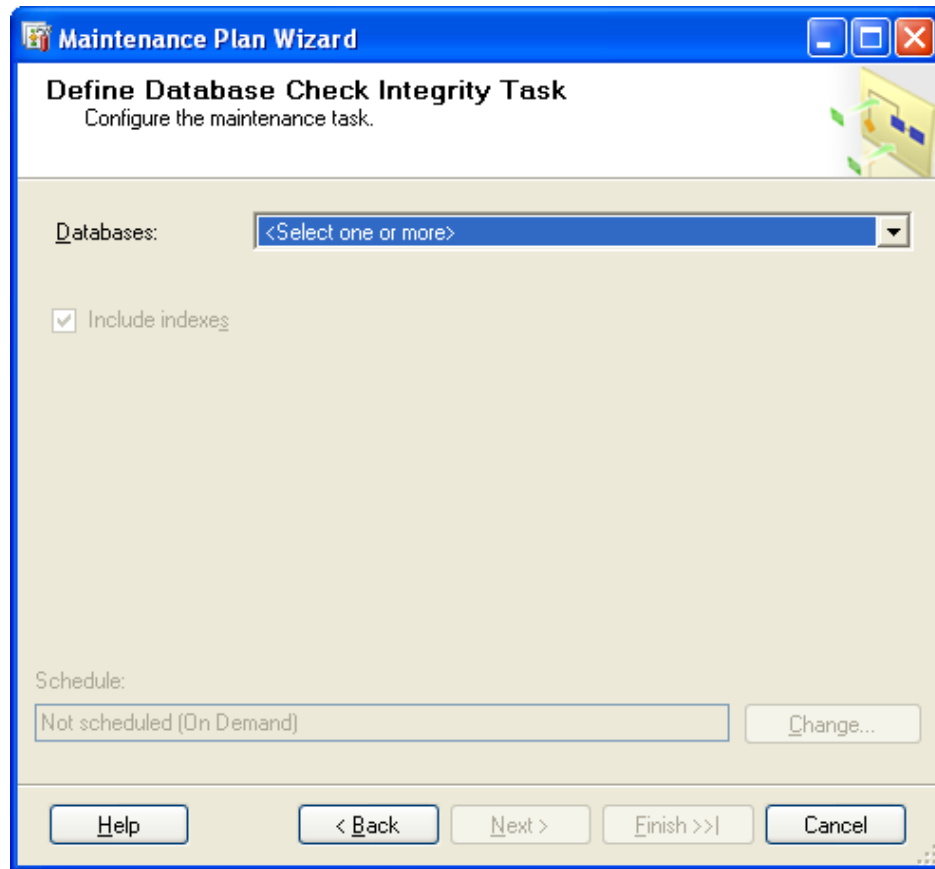 Maintenance Plan Wizard
Define Database Check Integrity Task
Configure the maintenance task.
Databases: <Select one or more>
Include indexes
Schedule:
Not scheduled (On Demand) Change...
Help < Back Next > Finish >>| Cancel